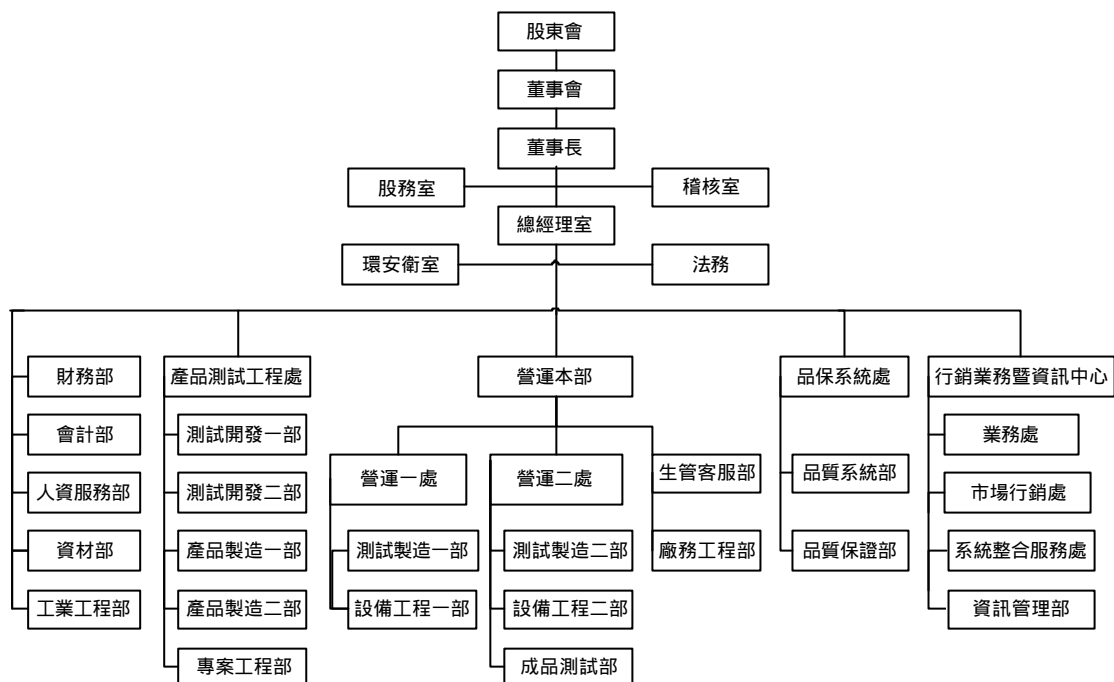 股東會
董事會
董事長
股務室
稽核室
總經理室
環安衛室
法務
財務部
產品測試工程處
營運本部
品保系統處
行銷業務暨資訊中心
會計部
測試開發一部
業務處
營運一處
營運二處
生管客服部
品質系統部
人資服務部
測試開發二部
市場行銷處
資材部
產品製造一部
測試製造一部
測試製造二部
廠務工程部
品質保證部
系統整合服務處
工業工程部
產品製造二部
設備工程一部
設備工程二部
資訊管理部
專案工程部
成品測試部